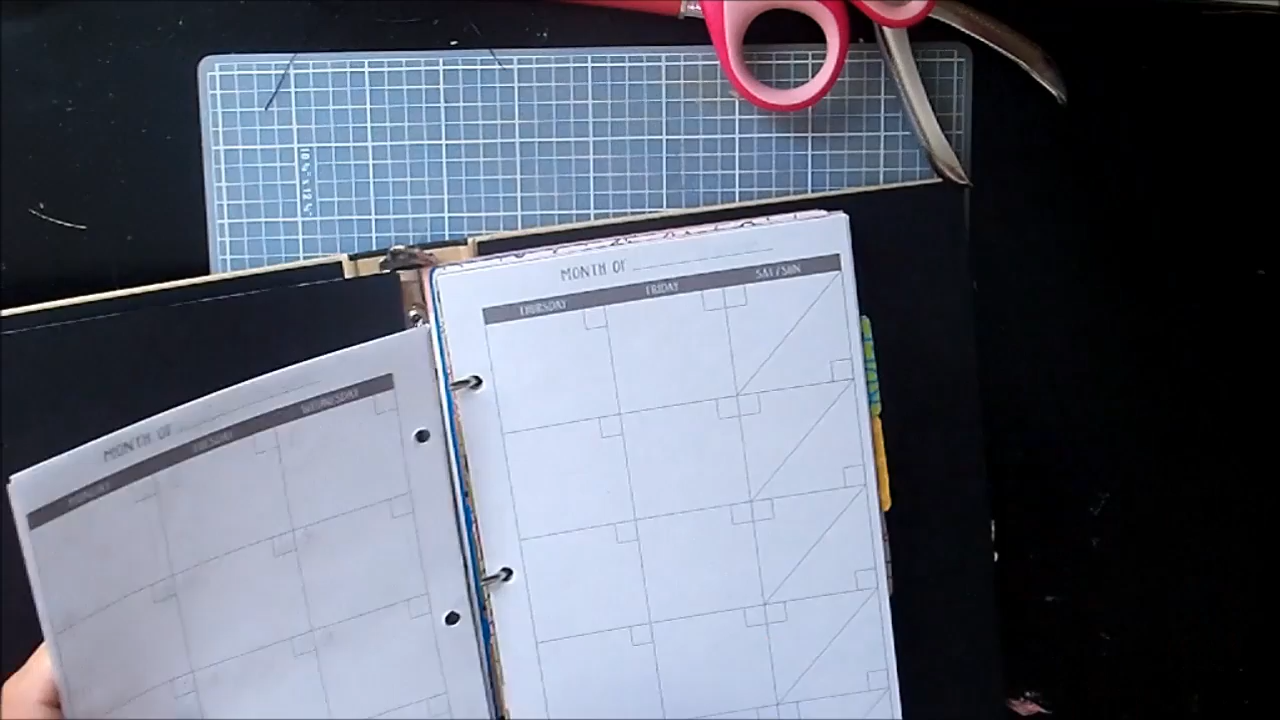 MONTH OF
MONDAY TUESDAY WEDNESDAY
MONTH OF
THURSDAY FRIDAY SAT/SUN